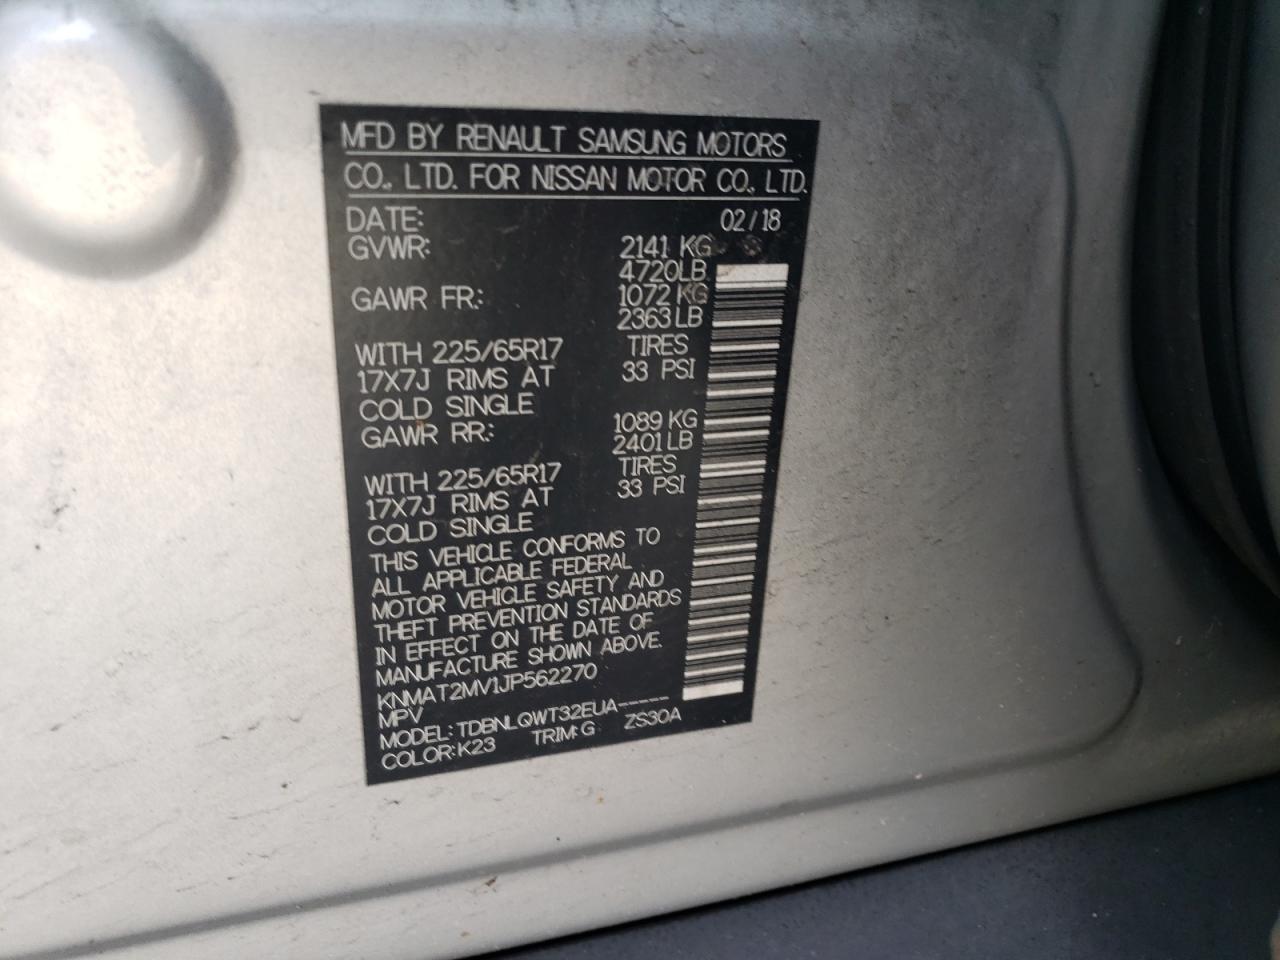 MFD BY RENAULT SAMSUNG MOTORS
CO., LTD. FOR NISSAN MOTOR CO., LTD.
DATE: 02/18
GVWR: 2141 KG
4720LB
GAWR FR.: 1072 KG
2363 LB
WITH 225/65R17 TIRES
17X7J RIMS AT 33 PSI
COLD SINGLE
GAWR RR.: 1089 KG
2401 LB
WITH 225/65R17 TIRES
17X7J RIMS AT 33 PSI
COLD SINGLE
THIS VEHICLE CONFORMS TO
ALL APPLICABLE FEDERAL
MOTOR VEHICLE SAFETY AND
THEFT PREVENTION STANDARDS
IN EFFECT ON THE DATE OF
MANUFACTURE SHOWN ABOVE.
KNMAT2MV1JP562270
MPV
MODEL: TDBNLQWT32EUA-----
COLOR: K23 TRIM: G ZS30A